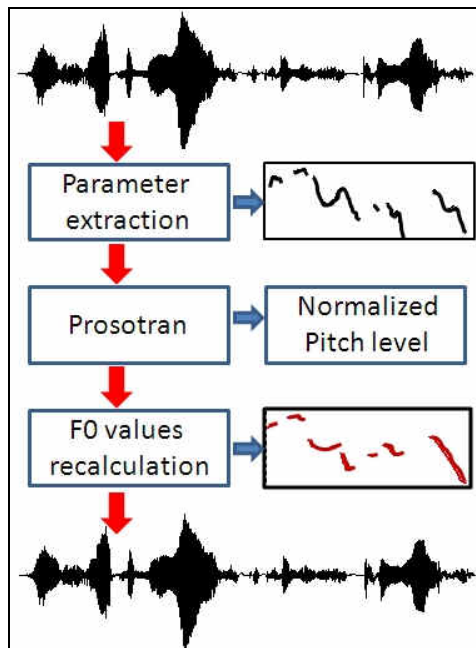 Parameter
extraction
Prosotran
Normalized
Pitch level
F0 values
recalculation